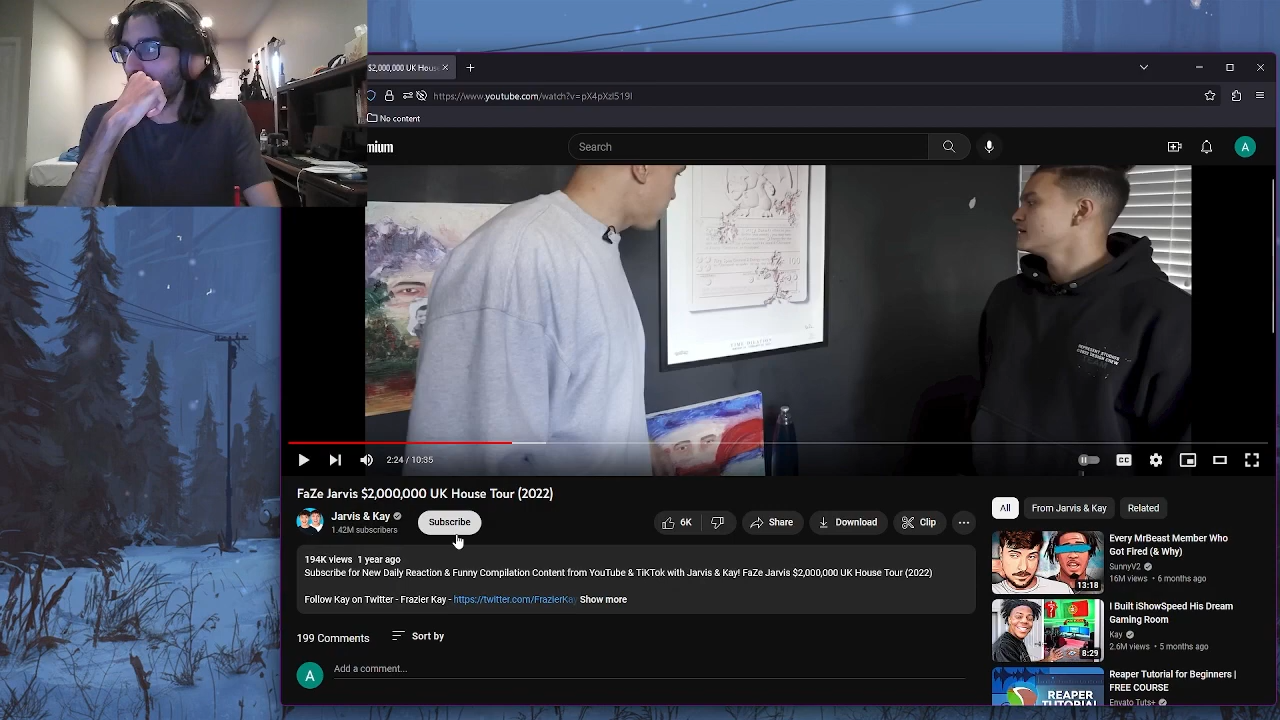 $2,000,000 UK Hous
https://www.youtube.com/watch?v=pX4pXzI519I
No content
mium
Search
A
REPRESENT STUDIOS
2:24 / 10:35
CC
FaZe Jarvis $2,000,000 UK House Tour (2022)
Jarvis & Kay
1.42M subscribers
Subscribe
6K
Share
Download
Clip
194K views 1 year ago
Subscribe for New Daily Reaction & Funny Compilation Content from YouTube & TiKTok with Jarvis & Kay! FaZe Jarvis $2,000,000 UK House Tour (2022)
Follow Kay on Twitter - Frazier Kay - https://twitter.com/FrazierKay Show more
199 Comments
Sort by
A
Add a comment...
All
From Jarvis & Kay
Related
Every MrBeast Member Who
Got Fired (& Why)
SunnyV2
16M views • 6 months ago
13:18
I Built iShowSpeed His Dream
Gaming Room
Kay
2.6M views • 5 months ago
8:29
Reaper Tutorial for Beginners |
FREE COURSE
Envato Tuts+
REAPER
TUTORIAL